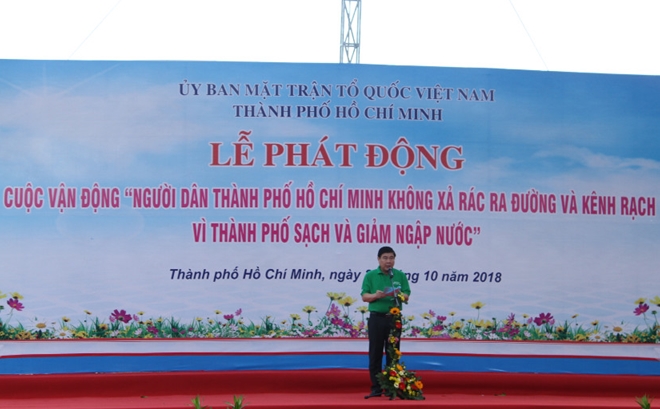 ỦY BAN MẶT TRẬN TỔ QUỐC VIỆT NAM
THÀNH PHỐ HỒ CHÍ MINH
LỄ PHÁT ĐỘNG
CUỘC VẬN ĐỘNG "NGƯỜI DÂN THÀNH PHỐ HỒ CHÍ MINH KHÔNG XẢ RÁC RA ĐƯỜNG VÀ KÊNH RẠCH
VÌ THÀNH PHỐ SẠCH VÀ GIẢM NGẬP NƯỚC"
Thành phố Hồ Chí Minh, ngày 10 năm 2018